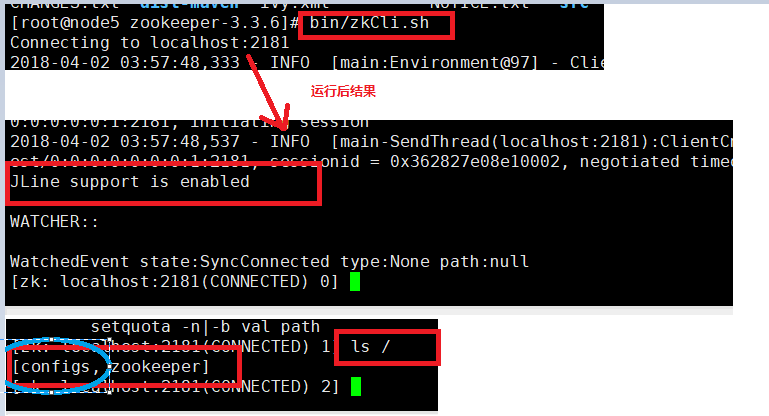 CHANGES.txt dist-maven ivy.xml NOTICE.txt src
[root@node5 zookeeper-3.3.6]# bin/zkCli.sh
Connecting to localhost:2181
2018-04-02 03:57:48,333 - INFO [main:Environment@97] - Clie
运行后结果
0:0:0:0:0:1:2181, initiating session
2018-04-02 03:57:48,537 - INFO [main-SendThread(localhost:2181):ClientCn
ost/0:0:0:0:0:0:0:1:2181, sessionid = 0x362827e08e10002, negotiated timeo
JLine support is enabled
WATCHER::
WatchedEvent state:SyncConnected type:None path:null
[zk: localhost:2181(CONNECTED) 0]
setquota -n|-b val path
[zk: localhost:2181(CONNECTED) 1] ls /
[configs, zookeeper]
[zk: localhost:2181(CONNECTED) 2]